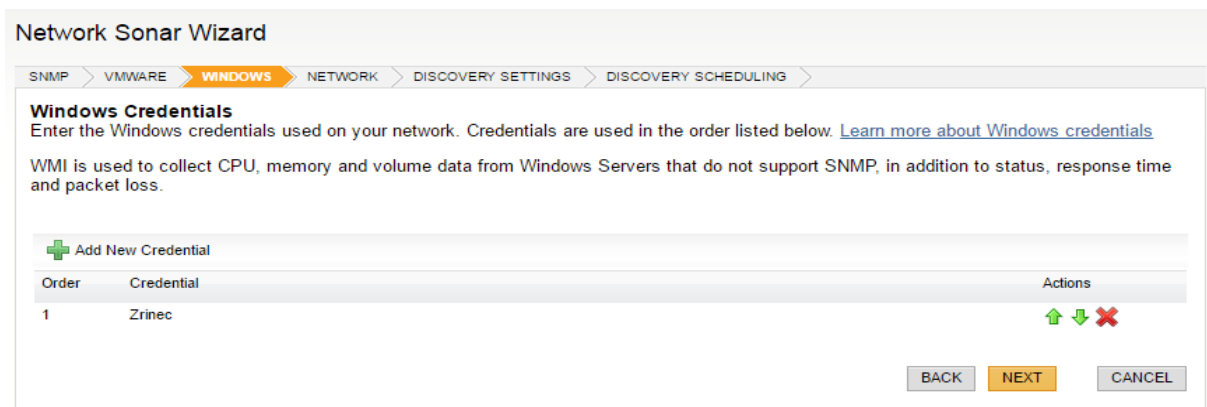 Network Sonar Wizard
SNMP VMWARE WINDOWS NETWORK DISCOVERY SETTINGS DISCOVERY SCHEDULING
Windows Credentials
Enter the Windows credentials used on your network. Credentials are used in the order listed below. Learn more about Windows credentials
WMI is used to collect CPU, memory and volume data from Windows Servers that do not support SNMP, in addition to status, response time
and packet loss.
Add New Credential
Order Credential Actions
1 Zrinec
BACK NEXT CANCEL